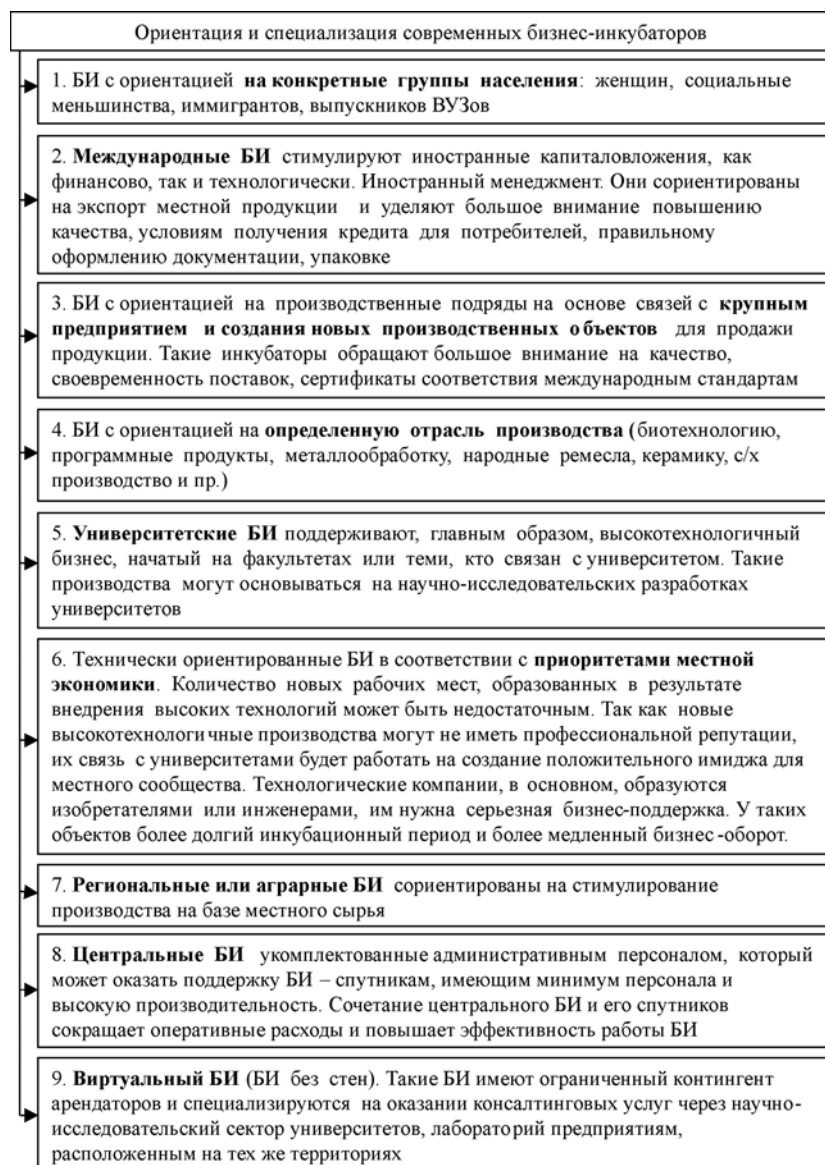 Ориентация и специализация современных бизнес-инкубаторов
1. БИ с ориентацией на конкретные группы населения: женщин, социальные
меньшинства, иммигрантов, выпускников ВУЗов
2. Международные БИ стимулируют иностранные капиталовложения, как
финансово, так и технологически. Иностранный менеджмент. Они сориентированы
на экспорт местной продукции и уделяют большое внимание повышению
качества, условиям получения кредита для потребителей, правильному
оформлению документации, упаковке
3. БИ с ориентацией на производственные подряды на основе связей с крупным
предприятием и создания новых производственных объектов для продажи
продукции. Такие инкубаторы обращают большое внимание на качество,
своевременность поставок, сертификаты соответствия международным стандартам
4. БИ с ориентацией на определенную отрасль производства (биотехнологию,
программные продукты, металлообработку, народные ремесла, керамику, с/х
производство и пр.)
5. Университетские БИ поддерживают, главным образом, высокотехнологичный
бизнес, начатый на факультетах или теми, кто связан с университетом. Такие
производства могут основываться на научно-исследовательских разработках
университетов
6. Технически ориентированные БИ в соответствии с приоритетами местной
экономики. Количество новых рабочих мест, образованных в результате
внедрения высоких технологий может быть недостаточным. Так как новые
высокотехнологичные производства могут не иметь профессиональной репутации,
их связь с университетами будет работать на создание положительного имиджа для
местного сообщества. Технологические компании, в основном, образуются
изобретателями или инженерами, им нужна серьезная бизнес-поддержка. У таких
объектов более долгий инкубационный период и более медленный бизнес-оборот.
7. Региональные или аграрные БИ сориентированы на стимулирование
производства на базе местного сырья
8. Центральные БИ укомплектованные административным персоналом, который
может оказать поддержку БИ – спутникам, имеющим минимум персонала и
высокую производительность. Сочетание центрального БИ и его спутников
сокращает оперативные расходы и повышает эффективность работы БИ
9. Виртуальный БИ (БИ без стен). Такие БИ имеют ограниченный контингент
арендаторов и специализируются на оказании консалтинговых услуг через научно-
исследовательский сектор университетов, лабораторий предприятиям,
расположенным на тех же территориях